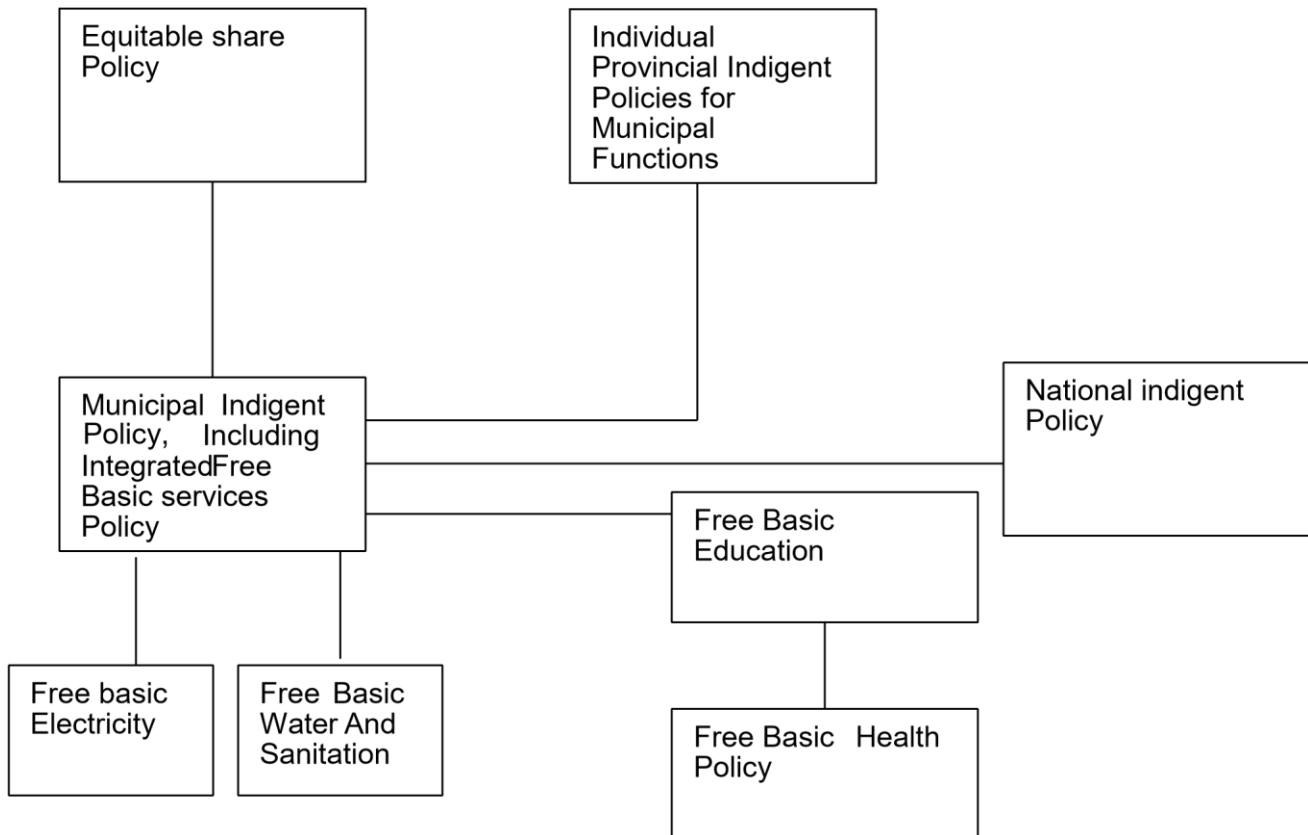 Equitable share
Policy
Individual
Provincial Indigent
Policies for
Municipal
Functions
Municipal Indigent
Policy, Including
IntegratedFree
Basic services
Policy
National indigent
Policy
Free Basic
Education
Free basic
Electricity
Free Basic
Water And
Sanitation
Free Basic Health
Policy